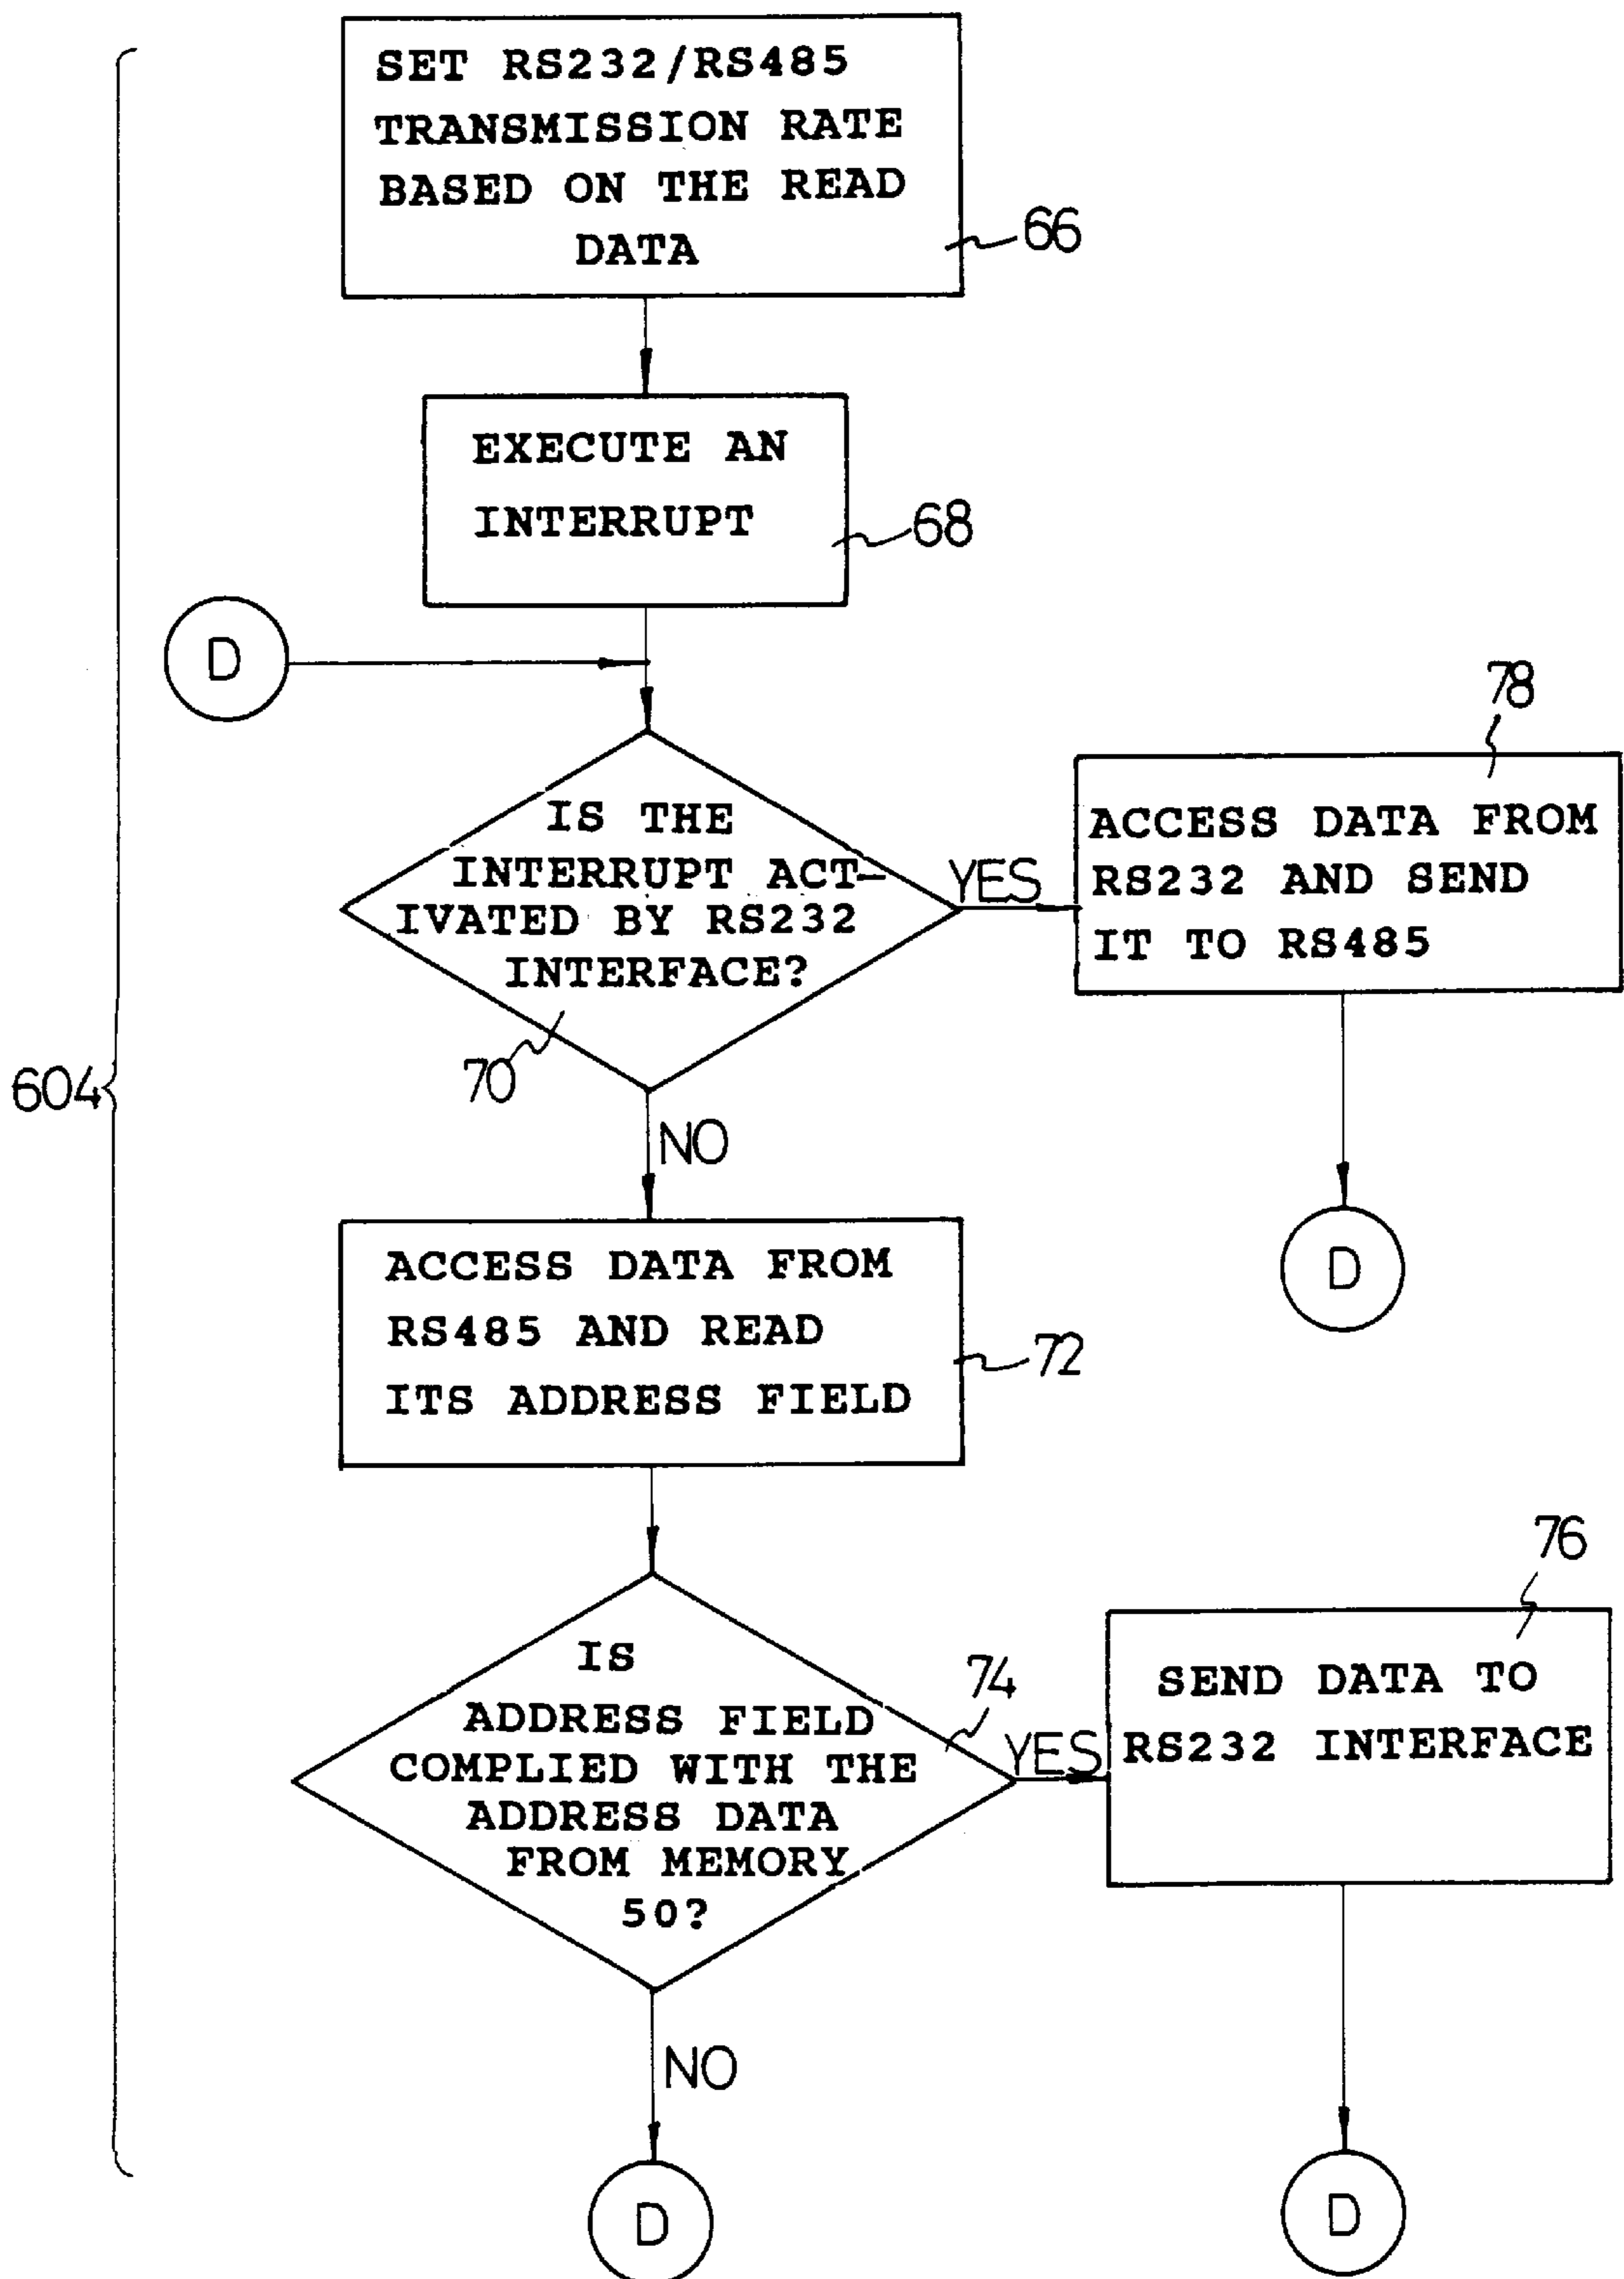 SET RS232/RS485
TRANSMISSION RATE
BASED ON THE READ
DATA
66
EXECUTE AN
INTERRUPT
68
D
IS THE
INTERRUPT ACT-
IVATED BY RS232
INTERFACE?
70
YES
78
ACCESS DATA FROM
RS232 AND SEND
IT TO RS485
D
604
NO
ACCESS DATA FROM
RS485 AND READ
ITS ADDRESS FIELD
72
IS
ADDRESS FIELD
COMPLIED WITH THE
ADDRESS DATA
FROM MEMORY
50?
74
YES
76
SEND DATA TO
RS232 INTERFACE
NO
D
D